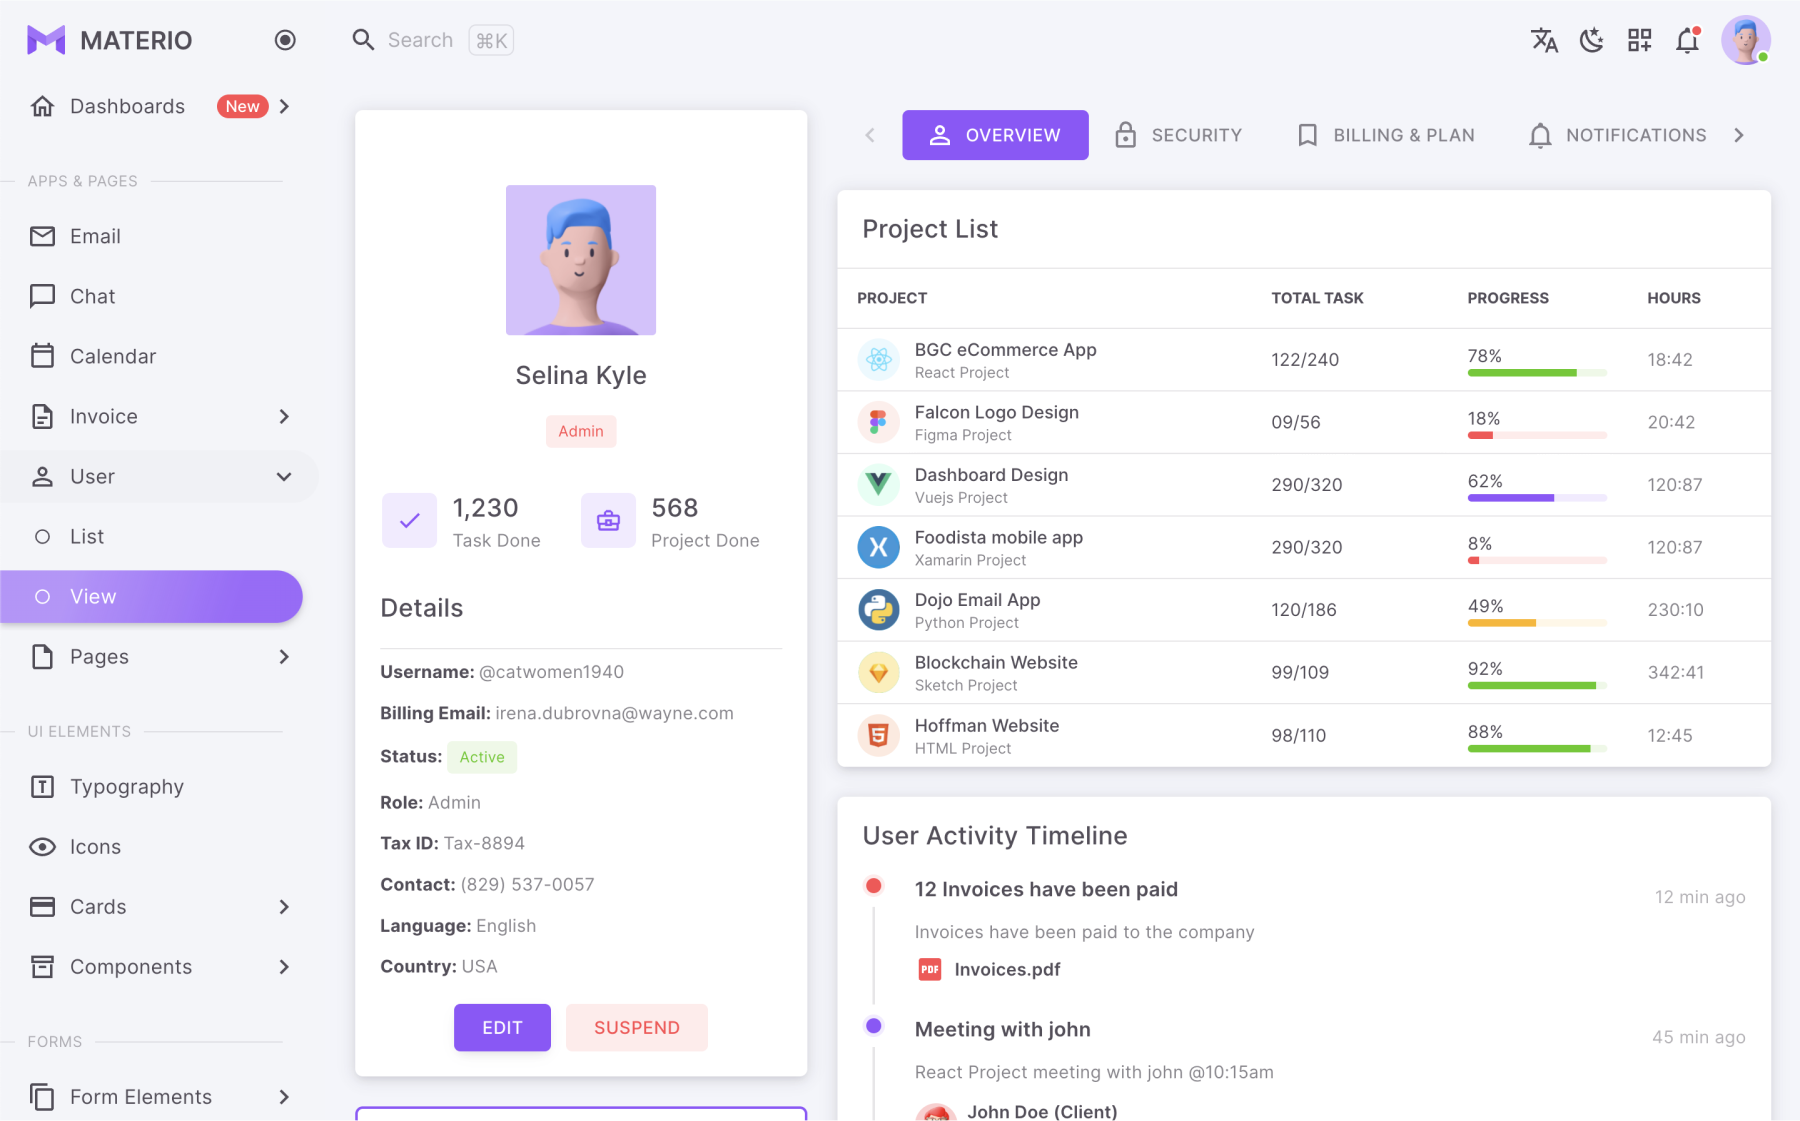 MATERIO
Search ⌘K
Dashboards New
APPS & PAGES
Email
Chat
Calendar
Invoice
User
List
View
Pages
UI ELEMENTS
Typography
Icons
Cards
Components
FORMS
Form Elements
Selina Kyle
Admin
1,230
Task Done
568
Project Done
Details
Username: @catwomen1940
Billing Email: irena.dubrovna@wayne.com
Status: Active
Role: Admin
Tax ID: Tax-8894
Contact: (829) 537-0057
Language: English
Country: USA
EDIT SUSPEND
OVERVIEW SECURITY BILLING & PLAN NOTIFICATIONS
Project List
PROJECT TOTAL TASK PROGRESS HOURS
BGC eCommerce App
React Project
122/240 78% 18:42
Falcon Logo Design
Figma Project
09/56 18% 20:42
Dashboard Design
Vuejs Project
290/320 62% 120:87
Foodista mobile app
Xamarin Project
290/320 8% 120:87
Dojo Email App
Python Project
120/186 49% 230:10
Blockchain Website
Sketch Project
99/109 92% 342:41
Hoffman Website
HTML Project
98/110 88% 12:45
User Activity Timeline
12 Invoices have been paid
12 min ago
Invoices have been paid to the company
PDF Invoices.pdf
Meeting with john
45 min ago
React Project meeting with john @10:15am
John Doe (Client)